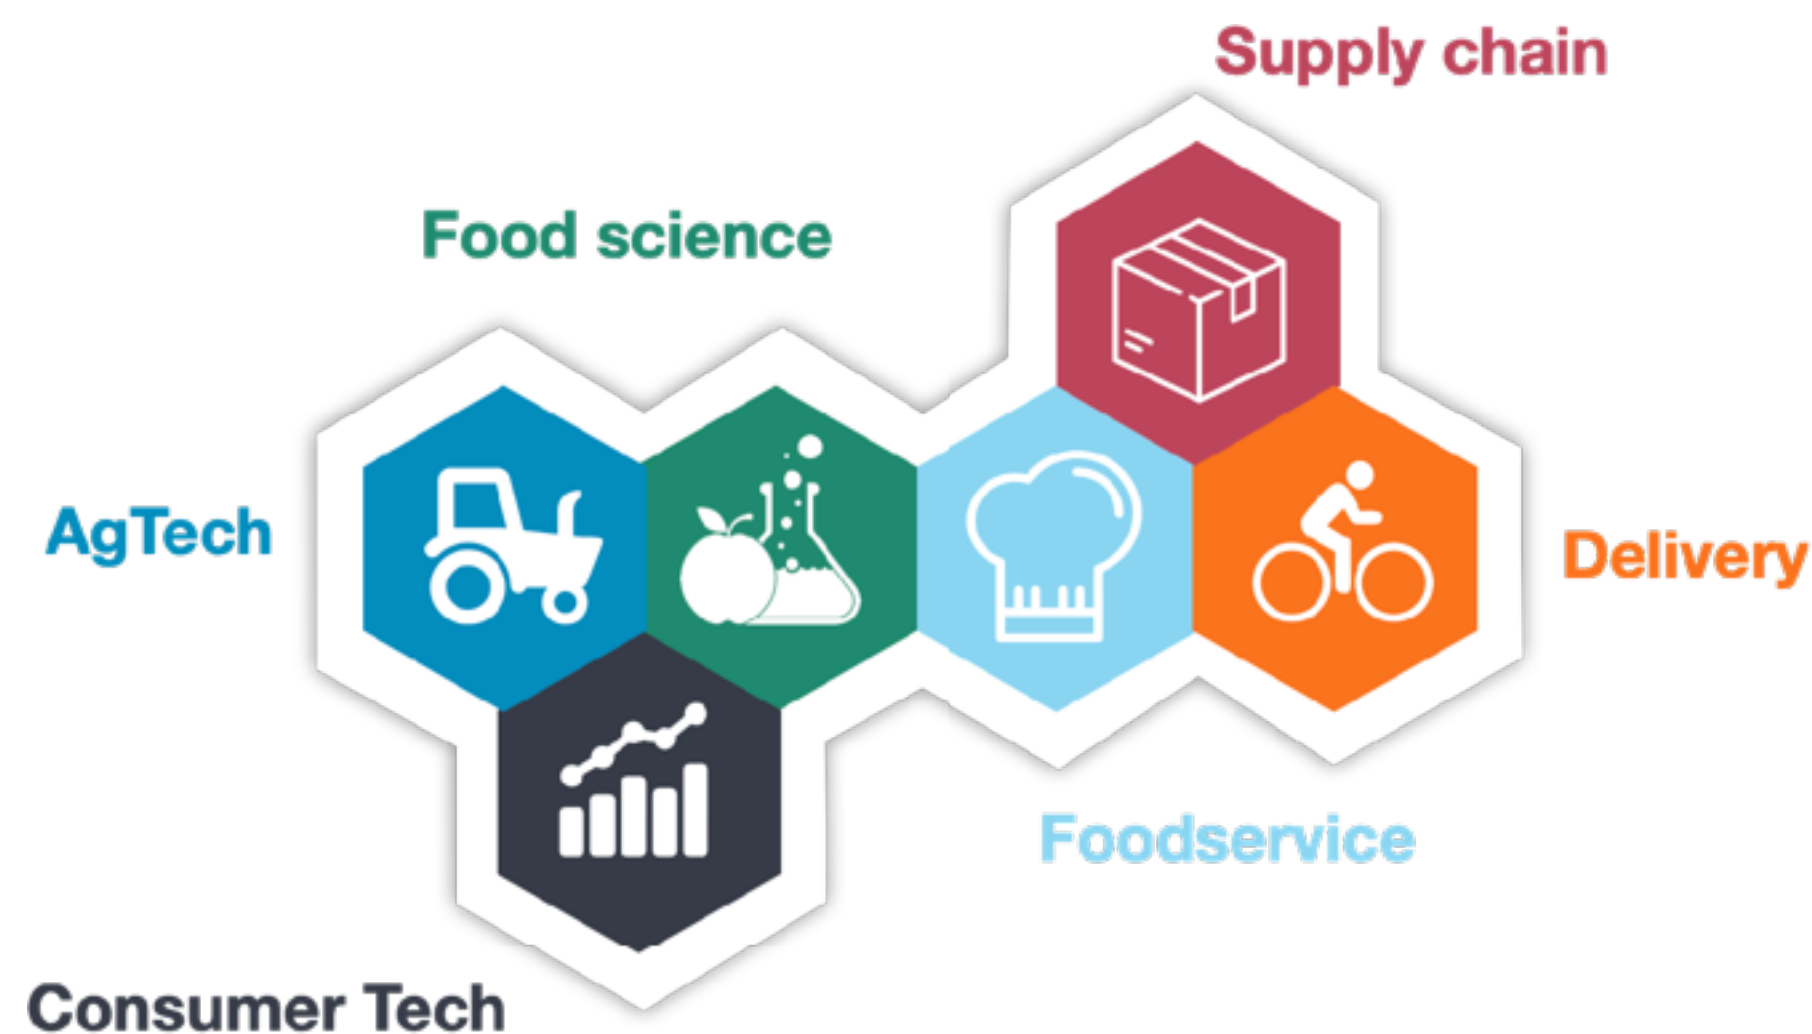 Supply chain
Food science
AgTech
Delivery
Foodservice
Consumer Tech